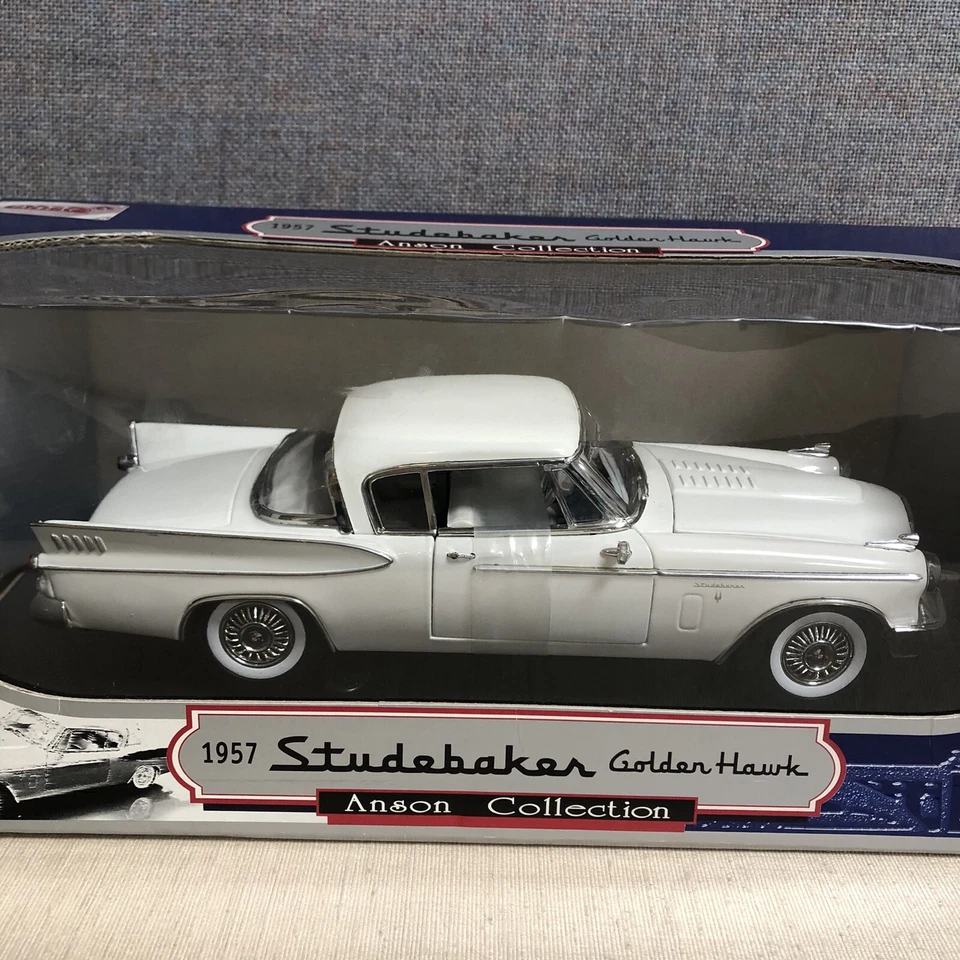 1957 Studebaker Golden Hawk
Anson Collection
Studebaker
1957 Studebaker Golden Hawk
Anson Collection